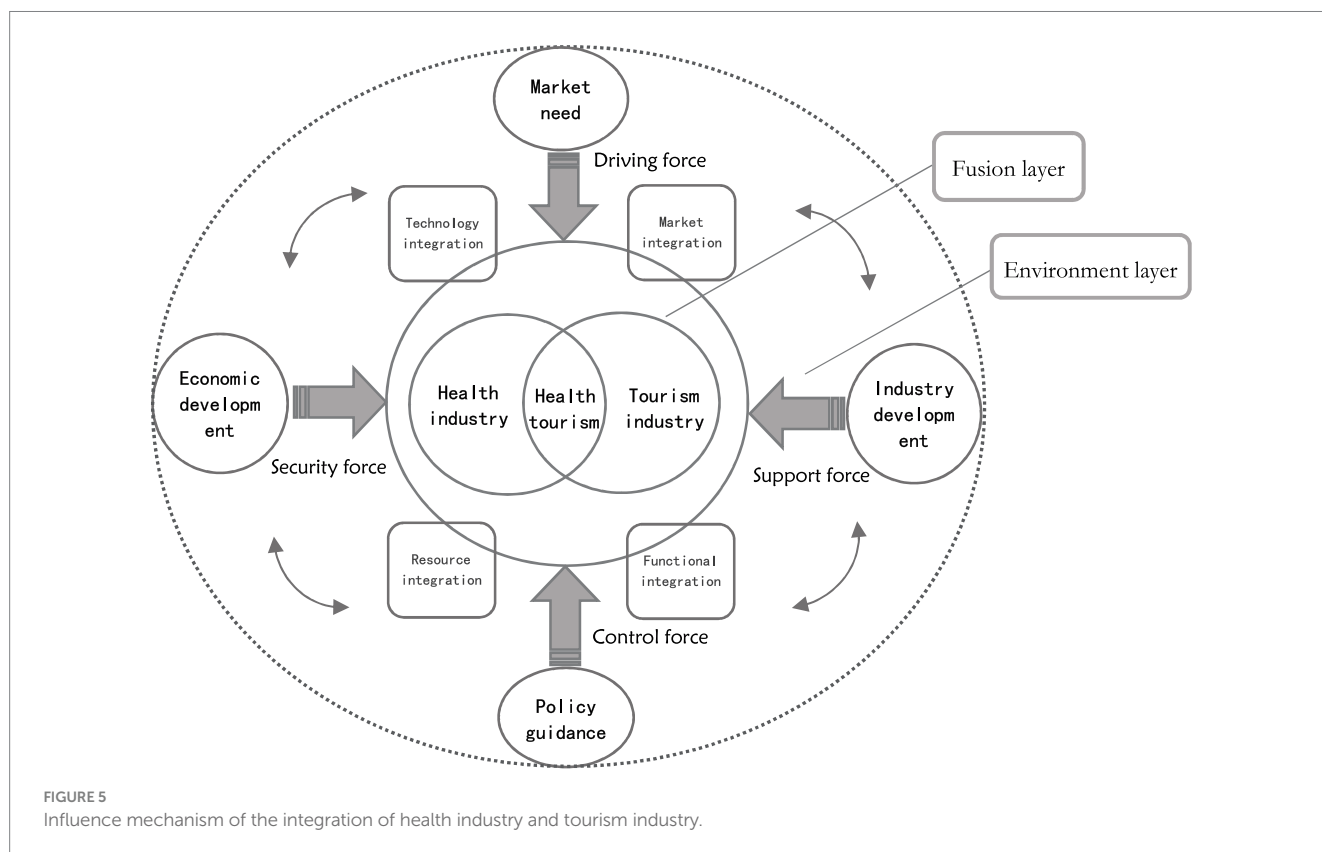 Market
need
Driving force
Fusion layer
Technology
integration
Market
integration
Environment layer
Economic
developm
ent
Health
industry
Health
tourism
Tourism
industry
Industry
developm
ent
Security force
Support force
Resource
integration
Functional
integration
Control force
Policy
guidance
FIGURE 5
Influence mechanism of the integration of health industry and tourism industry.